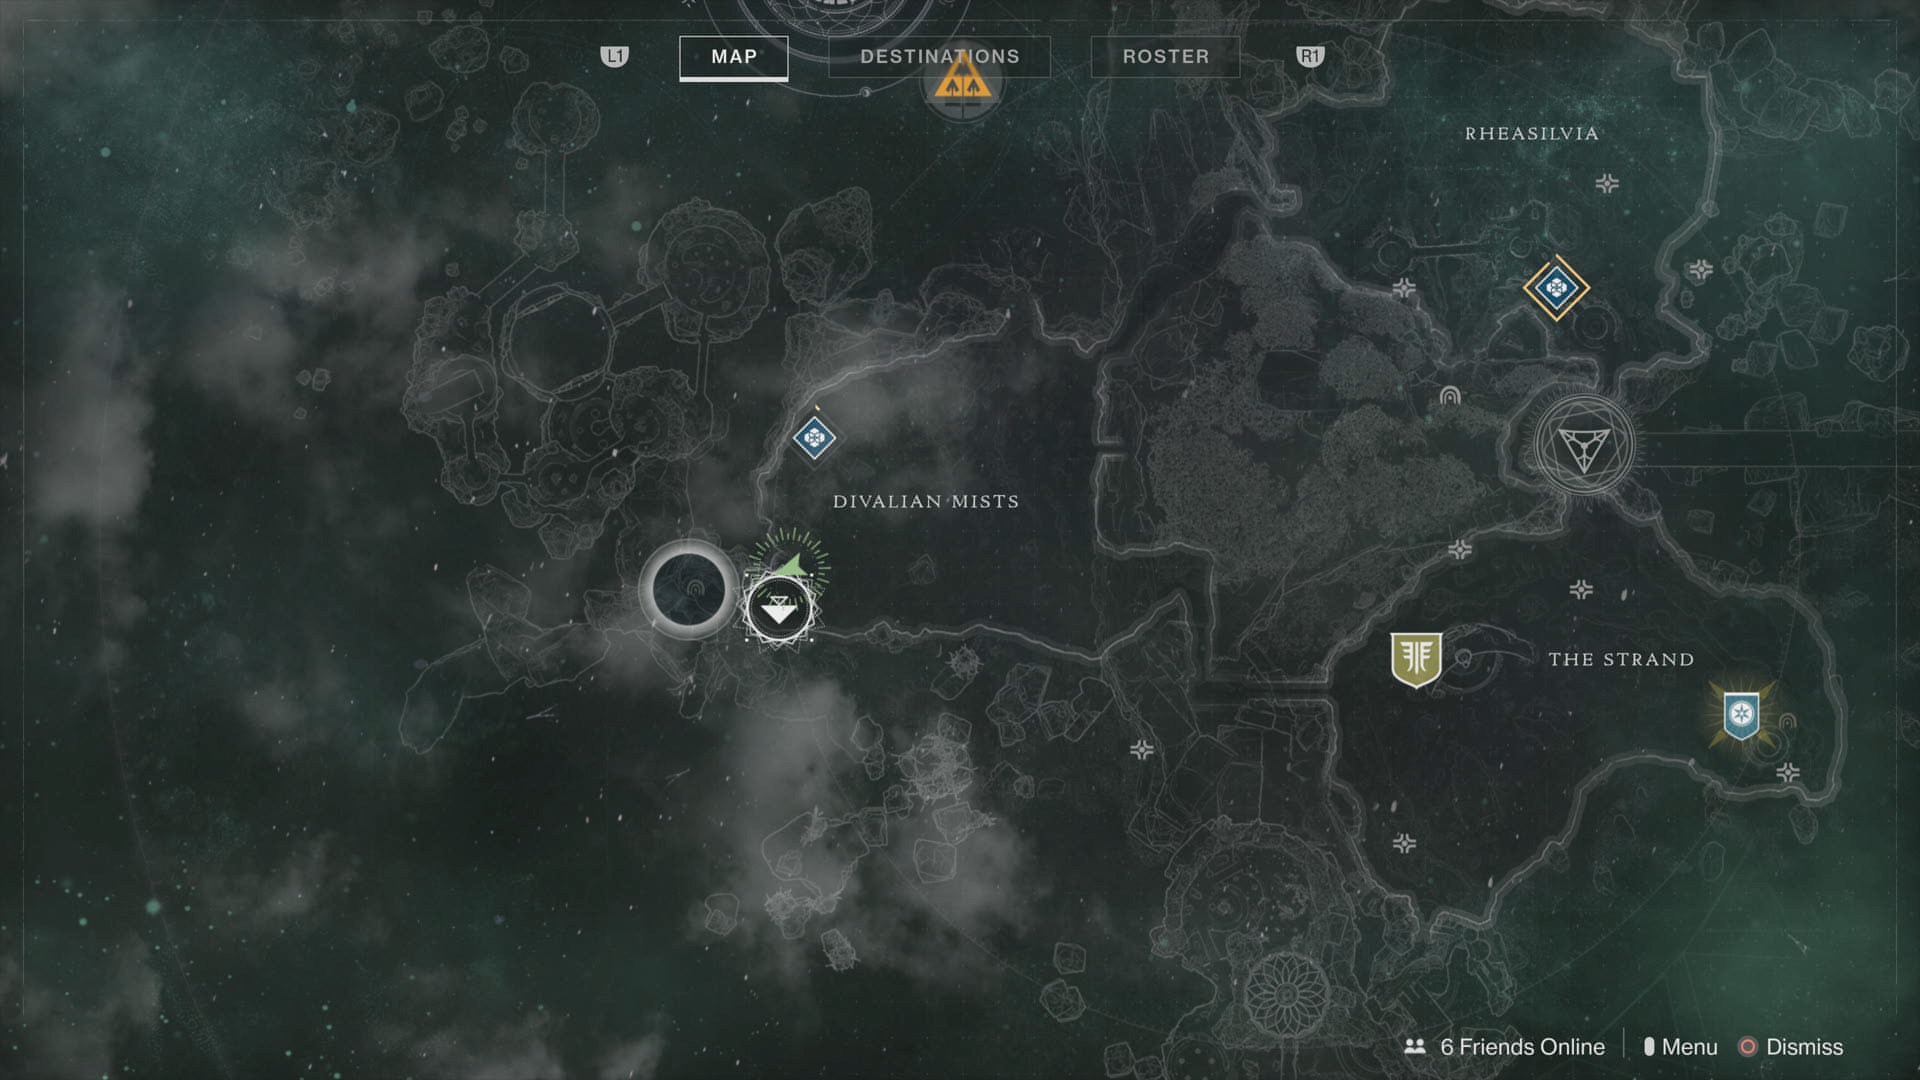 L1
MAP
DESTINATIONS
ROSTER
R1
RHEASILVIA
DIVALIAN MISTS
THE STRAND
6 Friends Online
Menu
Dismiss